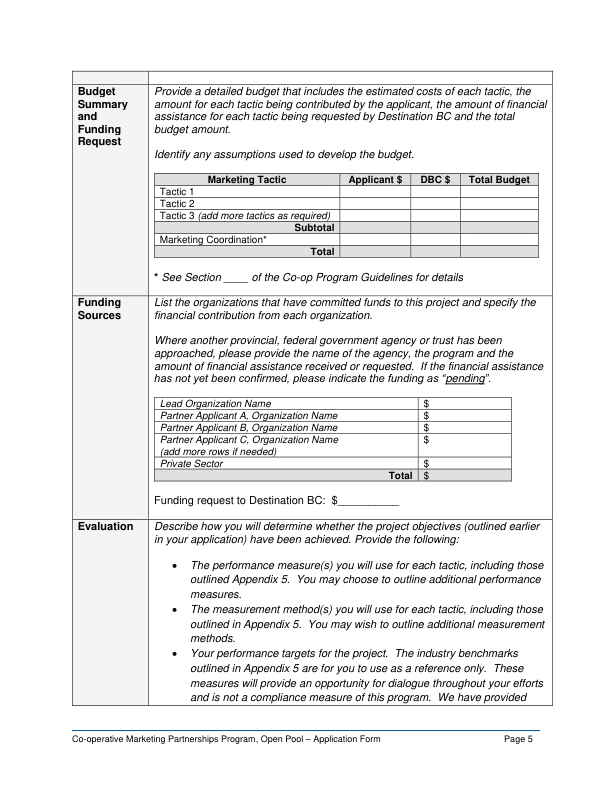 Budget
Summary
and
Funding
Request
Provide a detailed budget that includes the estimated costs of each tactic, the
amount for each tactic being contributed by the applicant, the amount of financial
assistance for each tactic being requested by Destination BC and the total
budget amount.
Identify any assumptions used to develop the budget.
Marketing Tactic Applicant $ DBC $ Total Budget
Tactic 1
Tactic 2
Tactic 3 (add more tactics as required)
Subtotal
Marketing Coordination*
Total
* See Section ____ of the Co-op Program Guidelines for details
Funding
Sources
List the organizations that have committed funds to this project and specify the
financial contribution from each organization.
Where another provincial, federal government agency or trust has been
approached, please provide the name of the agency, the program and the
amount of financial assistance received or requested.  If the financial assistance
has not yet been confirmed, please indicate the funding as “pending”.
Lead Organization Name $
Partner Applicant A, Organization Name $
Partner Applicant B, Organization Name $
Partner Applicant C, Organization Name $
(add more rows if needed)
Private Sector $
Total $
Funding request to Destination BC:  $__________
Evaluation
Describe how you will determine whether the project objectives (outlined earlier
in your application) have been achieved. Provide the following:
• The performance measure(s) you will use for each tactic, including those
outlined Appendix 5.  You may choose to outline additional performance
measures.
• The measurement method(s) you will use for each tactic, including those
outlined in Appendix 5.  You may wish to outline additional measurement
methods.
• Your performance targets for the project.  The industry benchmarks
outlined in Appendix 5 are for you to use as a reference only.  These
measures will provide an opportunity for dialogue throughout your efforts
and is not a compliance measure of this program.  We have provided
Co-operative Marketing Partnerships Program, Open Pool – Application Form Page 5